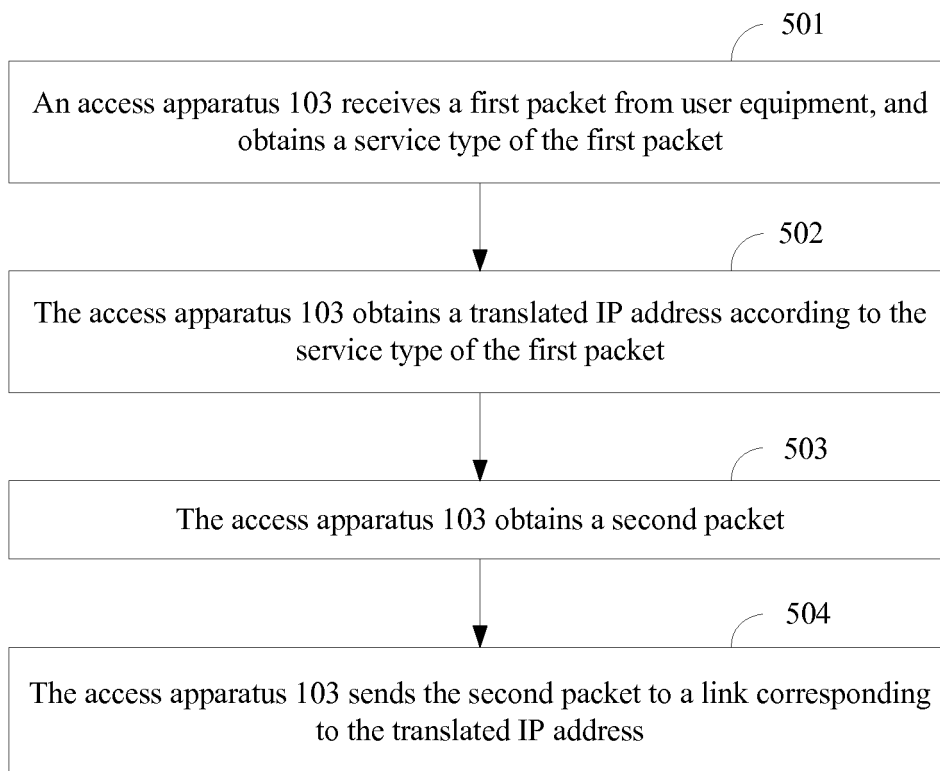 501
An access apparatus 103 receives a first packet from user equipment, and
obtains a service type of the first packet
502
The access apparatus 103 obtains a translated IP address according to the
service type of the first packet
503
The access apparatus 103 obtains a second packet
504
The access apparatus 103 sends the second packet to a link corresponding
to the translated IP address